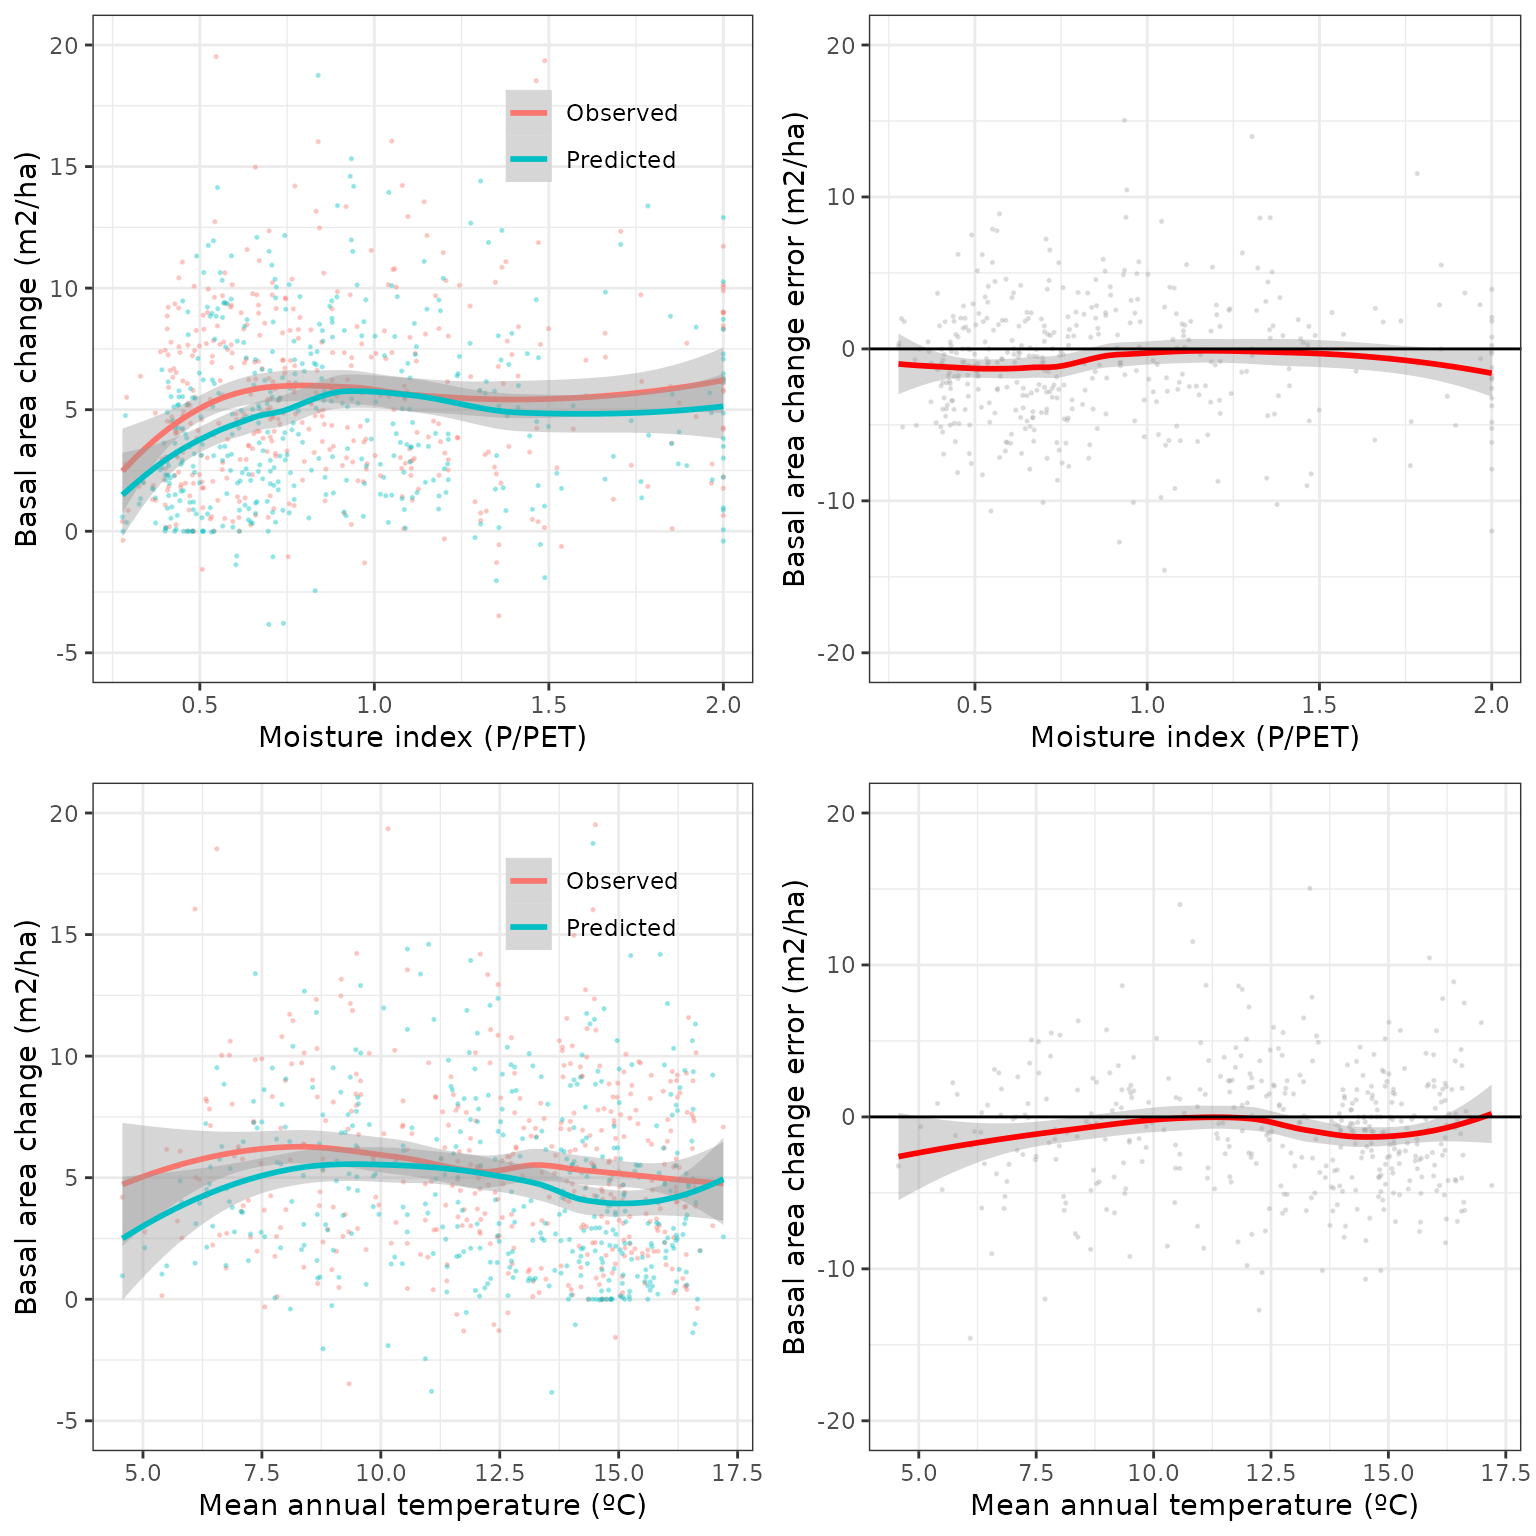 20
15
10
5
0
-5
Basal area change (m2/ha)
Observed
Predicted
0.5 1.0 1.5 2.0
Moisture index (P/PET)
20
10
0
-10
-20
Basal area change error (m2/ha)
0.5 1.0 1.5 2.0
Moisture index (P/PET)
20
15
10
5
0
-5
Basal area change (m2/ha)
Observed
Predicted
5.0 7.5 10.0 12.5 15.0 17.5
Mean annual temperature (ºC)
20
10
0
-10
-20
Basal area change error (m2/ha)
5.0 7.5 10.0 12.5 15.0 17.5
Mean annual temperature (ºC)